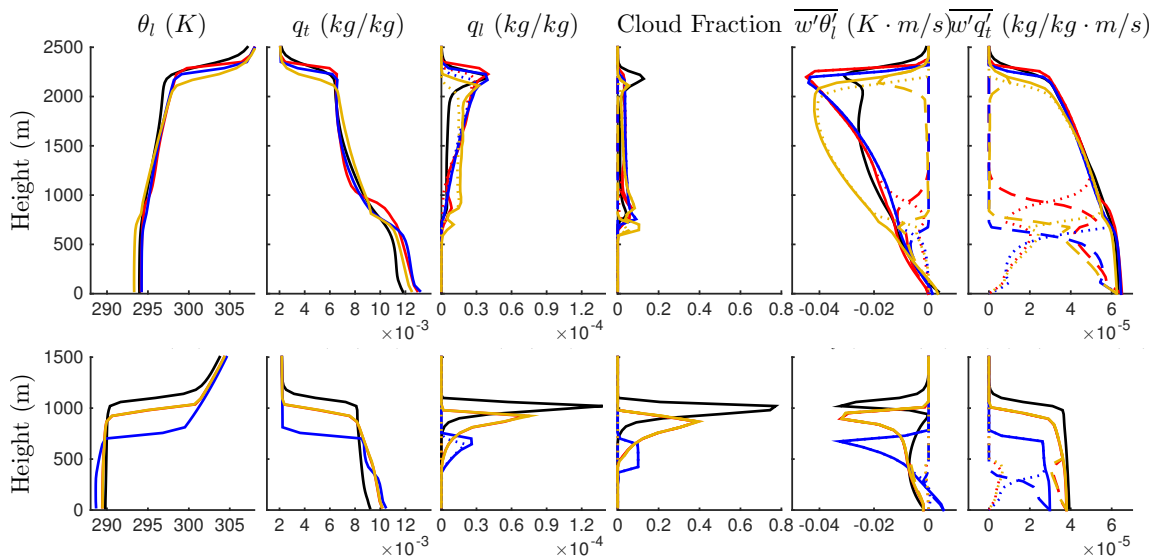 θ_l (K) q_t (kg/kg) q_l (kg/kg) Cloud Fraction w′θ′_l (K · m/s) w′q′_t (kg/kg · m/s)
Height (m)
2500
2000
1500
1000
500
0
290 295 300 305
2 4 6 8 10 12
×10⁻³
0 0.3 0.6 0.9 1.2
×10⁻⁴
0 0.2 0.4 0.6 0.8
-0.04 -0.02 0
0 2 4 6
×10⁻⁵
Height (m)
1500
1000
500
0
290 295 300 305
2 4 6 8 10 12
×10⁻³
0 0.3 0.6 0.9 1.2
×10⁻⁴
0 0.2 0.4 0.6 0.8
-0.04 -0.02 0
0 2 4 6
×10⁻⁵